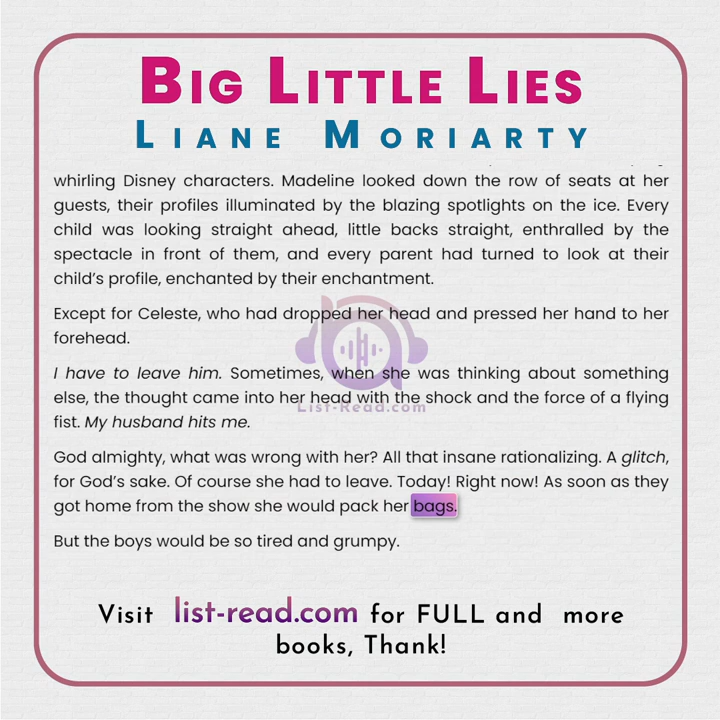 BIG LITTLE LIES
LIANE MORIARTY
whirling Disney characters. Madeline looked down the row of seats at her
guests, their profiles illuminated by the blazing spotlights on the ice. Every
child was looking straight ahead, little backs straight, enthralled by the
spectacle in front of them, and every parent had turned to look at their
child’s profile, enchanted by their enchantment.
Except for Celeste, who had dropped her head and pressed her hand to her
forehead.
I have to leave him. Sometimes, when she was thinking about something
else, the thought came into her head with the shock and the force of a flying
List-Read.com
fist. My husband hits me.
God almighty, what was wrong with her? All that insane rationalizing. A glitch,
for God’s sake. Of course she had to leave. Today! Right now! As soon as they
got home from the show she would pack her bags.
But the boys would be so tired and grumpy.
Visit list-read.com for FULL and more
books, Thank!